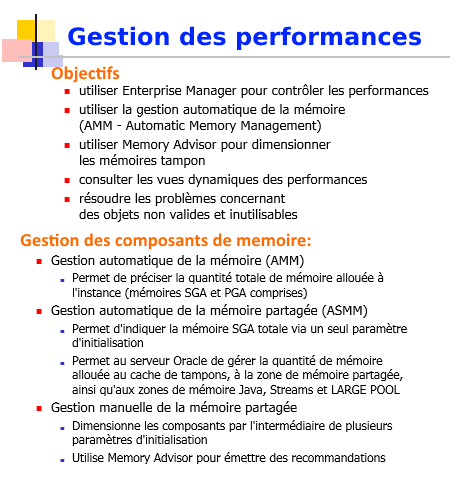 Gestion des performances
Objectifs
utiliser Enterprise Manager pour contrôler les performances
utiliser la gestion automatique de la mémoire
(AMM - Automatic Memory Management)
utiliser Memory Advisor pour dimensionner
les mémoires tampon
consulter les vues dynamiques des performances
résoudre les problèmes concernant
des objets non valides et inutilisables
Gestion des composants de memoire:
Gestion automatique de la mémoire (AMM)
Permet de préciser la quantité totale de mémoire allouée à
l'instance (mémoires SGA et PGA comprises)
Gestion automatique de la mémoire partagée (ASMM)
Permet d'indiquer la mémoire SGA totale via un seul paramètre
d'initialisation
Permet au serveur Oracle de gérer la quantité de mémoire
allouée au cache de tampons, à la zone de mémoire partagée,
ainsi qu'aux zones de mémoire Java, Streams et LARGE POOL
Gestion manuelle de la mémoire partagée
Dimensionne les composants par l'intermédiaire de plusieurs
paramètres d'initialisation
Utilise Memory Advisor pour émettre des recommandations